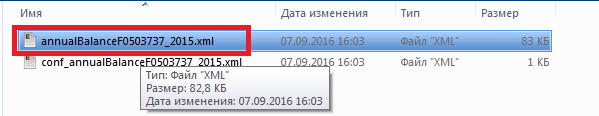 Имя Дата изменения Тип Размер
annualBalanceF0503737_2015.xml 07.09.2016 16:03 Файл "XML" 83 КБ
conf_annualBalanceF0503737_2015.xml 07.09.2016 16:03 Файл "XML" 1 КБ
Тип: Файл "XML"
Размер: 82,8 КБ
Дата изменения: 07.09.2016 16:03